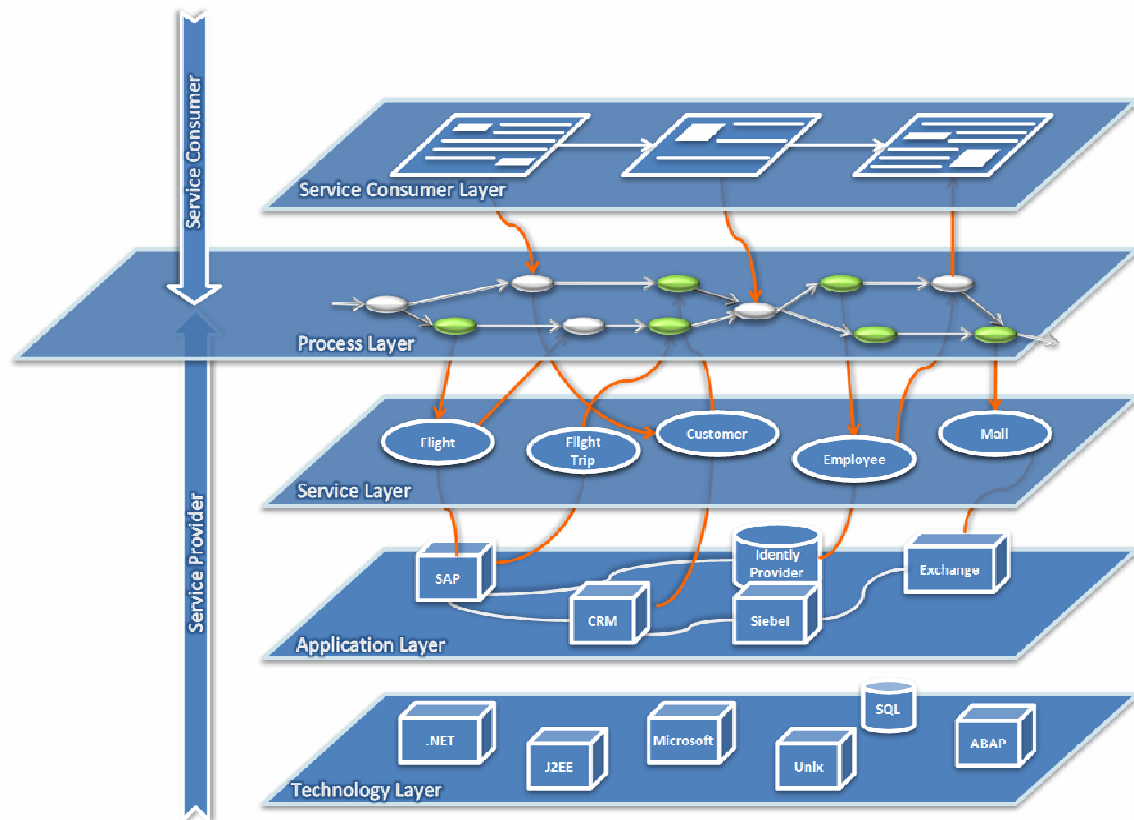 Service Consumer
Service Consumer Layer
Process Layer
Service Provider
Flight
Flight
Trip
Customer
Employee
Mall
Service Layer
SAP
Idently
Provider
Exchange
CRM
Siebel
Application Layer
.NET
J2EE
Microsoft
Unix
SQL
ABAP
Technology Layer